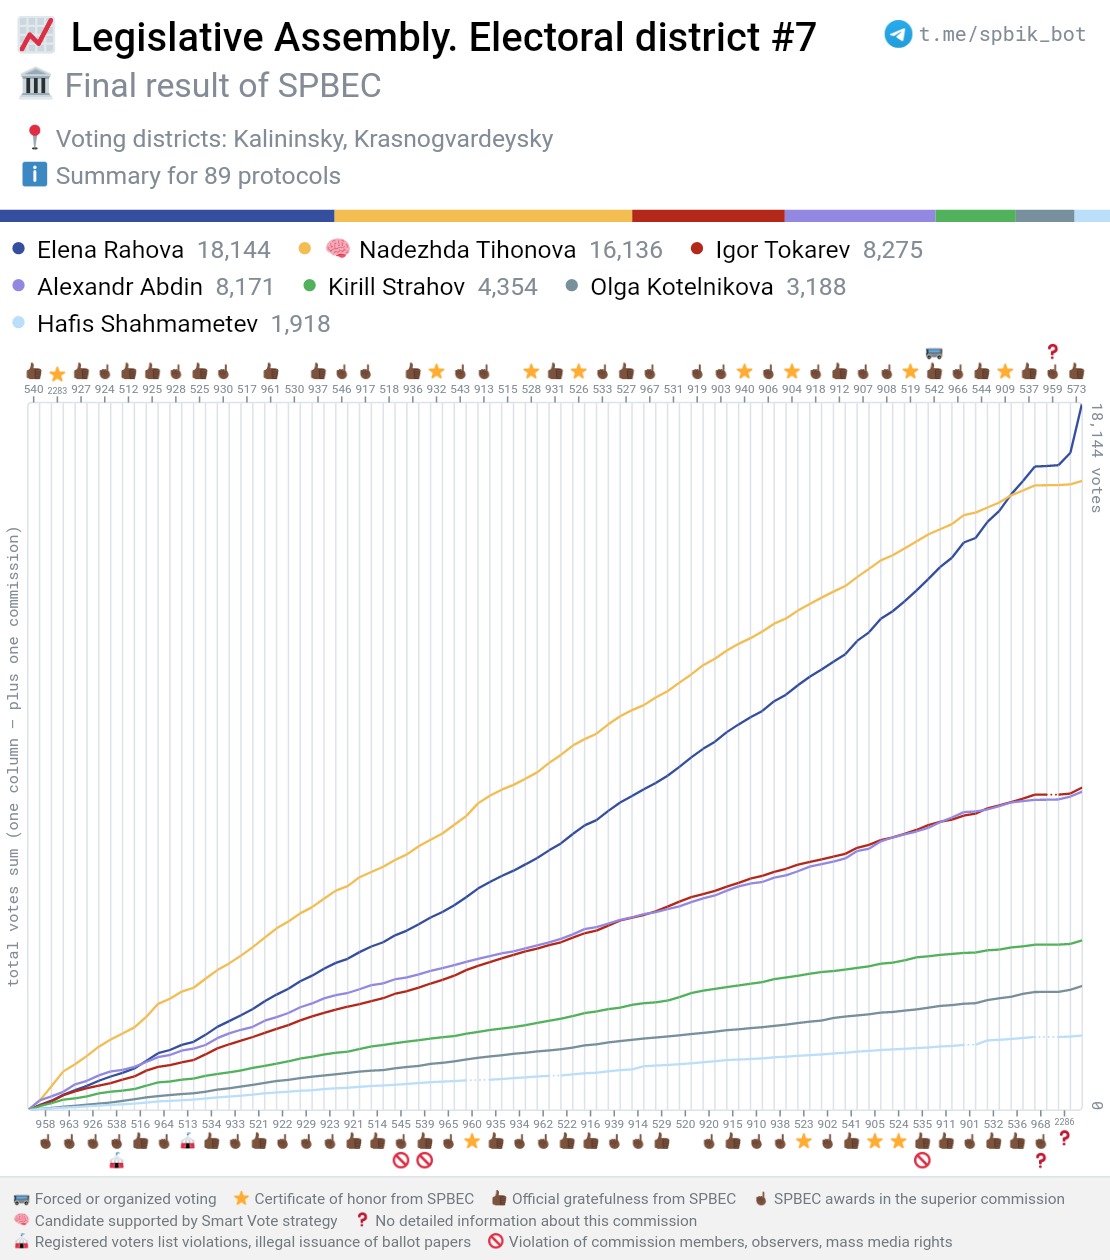 Legislative Assembly. Electoral district #7
t.me/spbik_bot
Final result of SPBEC
Voting districts: Kalininsky, Krasnogvardeysky
Summary for 89 protocols
Elena Rahova 18,144 Nadezhda Tihonova 16,136 Igor Tokarev 8,275
Alexandr Abdin 8,171 Kirill Strahov 4,354 Olga Kotelnikova 3,188
Hafis Shahmametev 1,918
540 2283 927 924 512 925 928 525 930 517 961 530 937 546 917 518 936 932 543 913 515 528 931 526 533 527 967 531 919 903 940 906 904 918 912 907 908 519 542 966 544 909 537 959 573
18,144 votes
total votes sum (one column – plus one commission)
0
958 963 926 538 516 964 513 534 933 521 922 929 923 921 514 545 539 965 960 935 934 962 522 916 939 914 529 520 920 915 910 938 523 902 541 905 524 535 911 901 532 536 968 2286
Forced or organized voting Certificate of honor from SPBEC Official gratefulness from SPBEC SPBEC awards in the superior commission
Candidate supported by Smart Vote strategy No detailed information about this commission
Registered voters list violations, illegal issuance of ballot papers Violation of commission members, observers, mass media rights